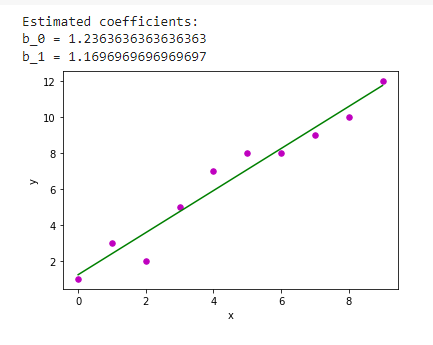 Estimated coefficients:
b_0 = 1.2363636363636363
b_1 = 1.1696969696969697
12
10
8
6
4
2
y
0 2 4 6 8
x